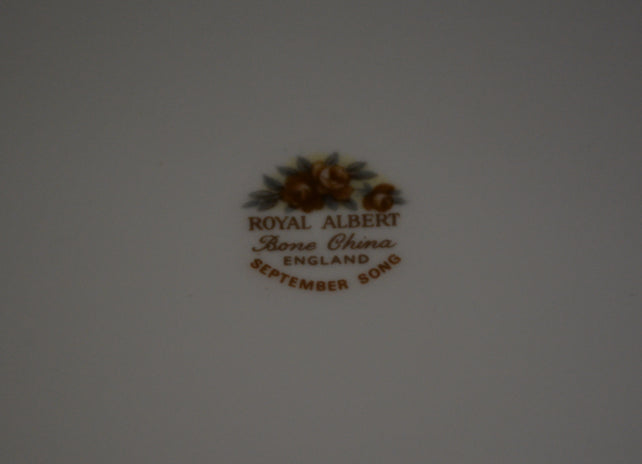 ROYAL ALBERT
Bone China
ENGLAND
SEPTEMBER SONG